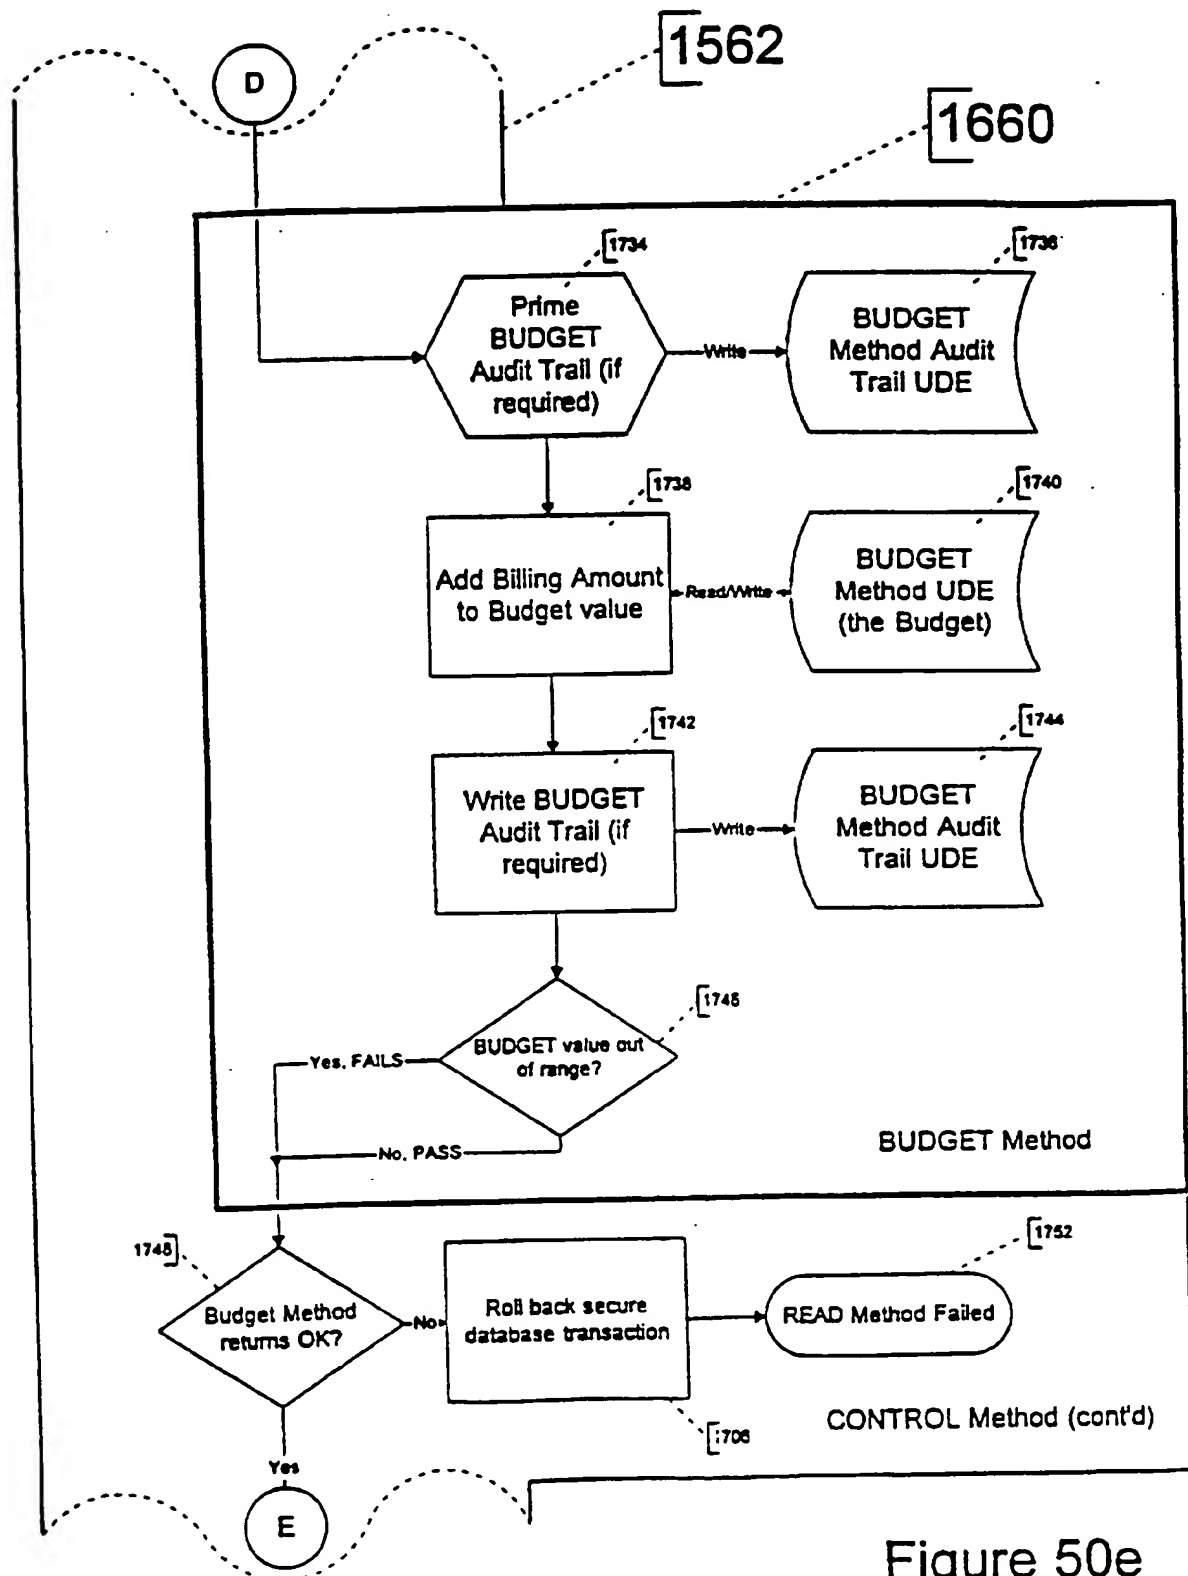 D
1562
1660
1734
Prime
BUDGET
Audit Trail (if
required)
Write
1736
BUDGET
Method Audit
Trail UDE
1738
Add Billing Amount
to Budget value
Read/Write
1740
BUDGET
Method UDE
(the Budget)
1742
Write BUDGET
Audit Trail (if
required)
Write
1744
BUDGET
Method Audit
Trail UDE
1746
BUDGET value out
of range?
Yes, FAILS
No, PASS
BUDGET Method
1748
Budget Method
returns OK?
No
Roll back secure
database transaction
1752
READ Method Failed
CONTROL Method (cont'd)
Yes
E
Figure 50e